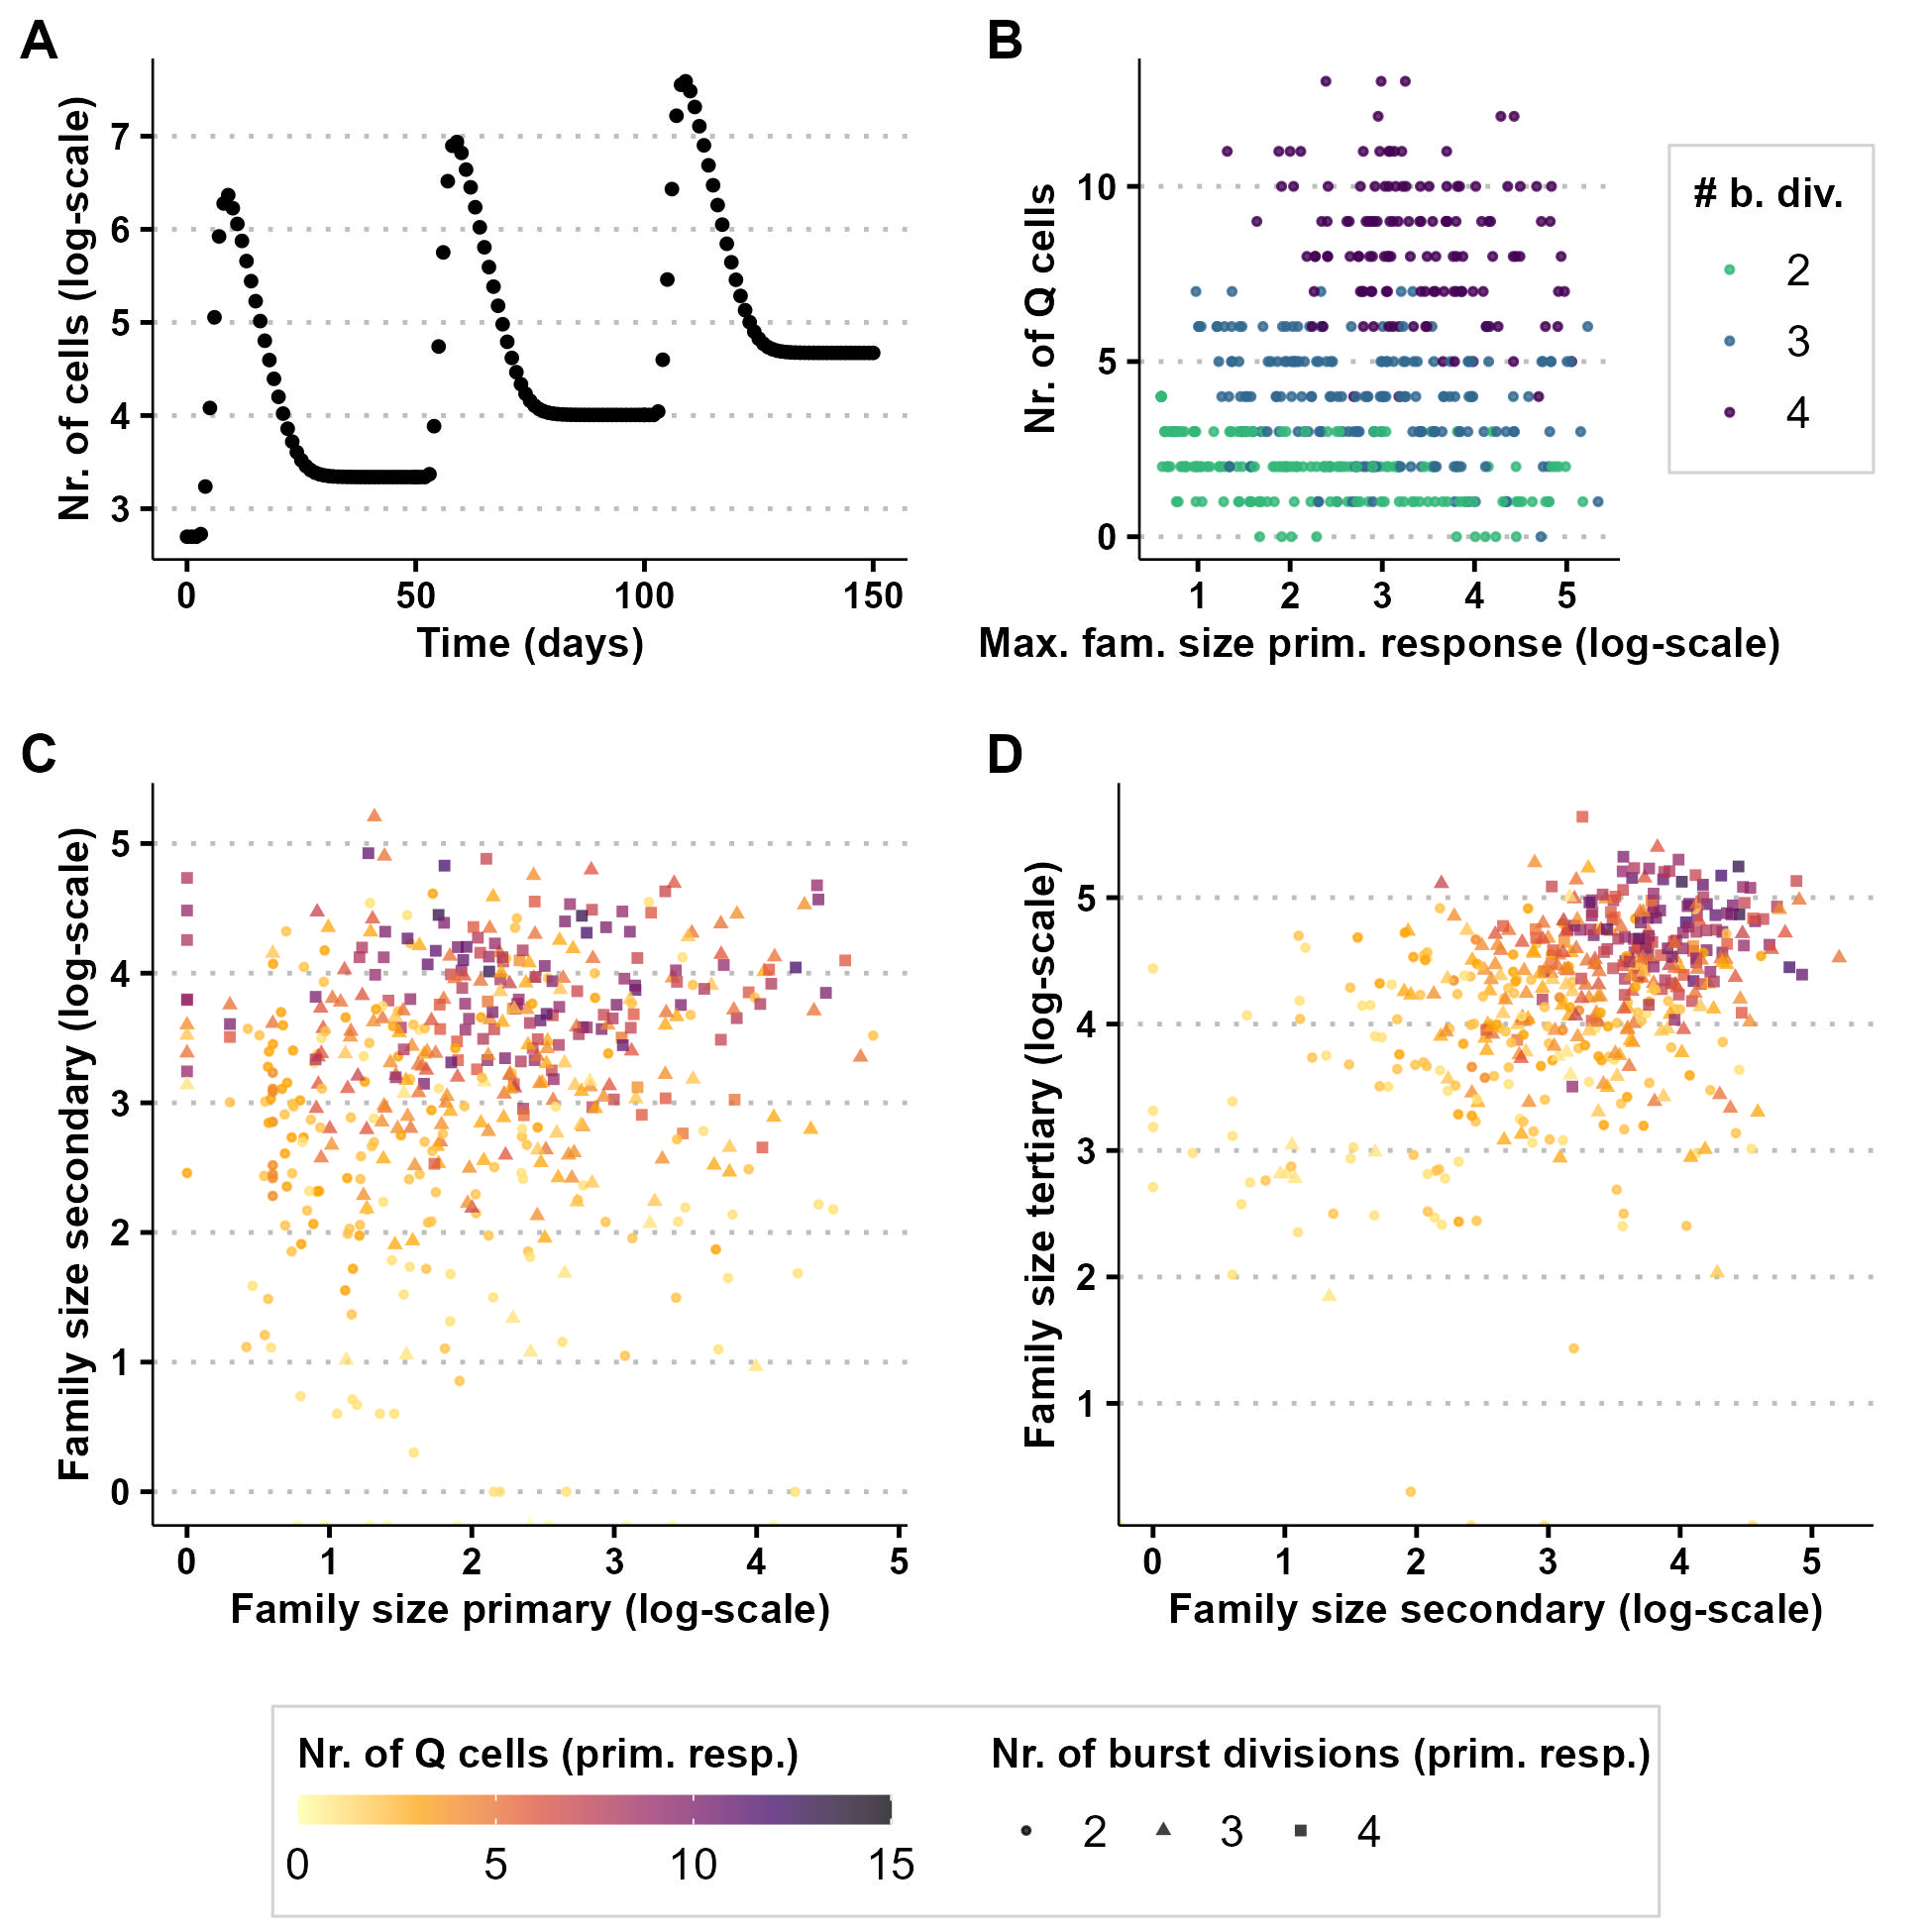 A
Nr. of cells (log-scale)
7
6
5
4
3
0 50 100 150
Time (days)
B
Nr. of Q cells
10
5
0
1 2 3 4 5
Max. fam. size prim. response (log-scale)
# b. div.
2
3
4
C
Family size secondary (log-scale)
5
4
3
2
1
0
0 1 2 3 4 5
Family size primary (log-scale)
D
Family size tertiary (log-scale)
5
4
3
2
1
0 1 2 3 4 5
Family size secondary (log-scale)
Nr. of Q cells (prim. resp.)
0 5 10 15
Nr. of burst divisions (prim. resp.)
2 3 4